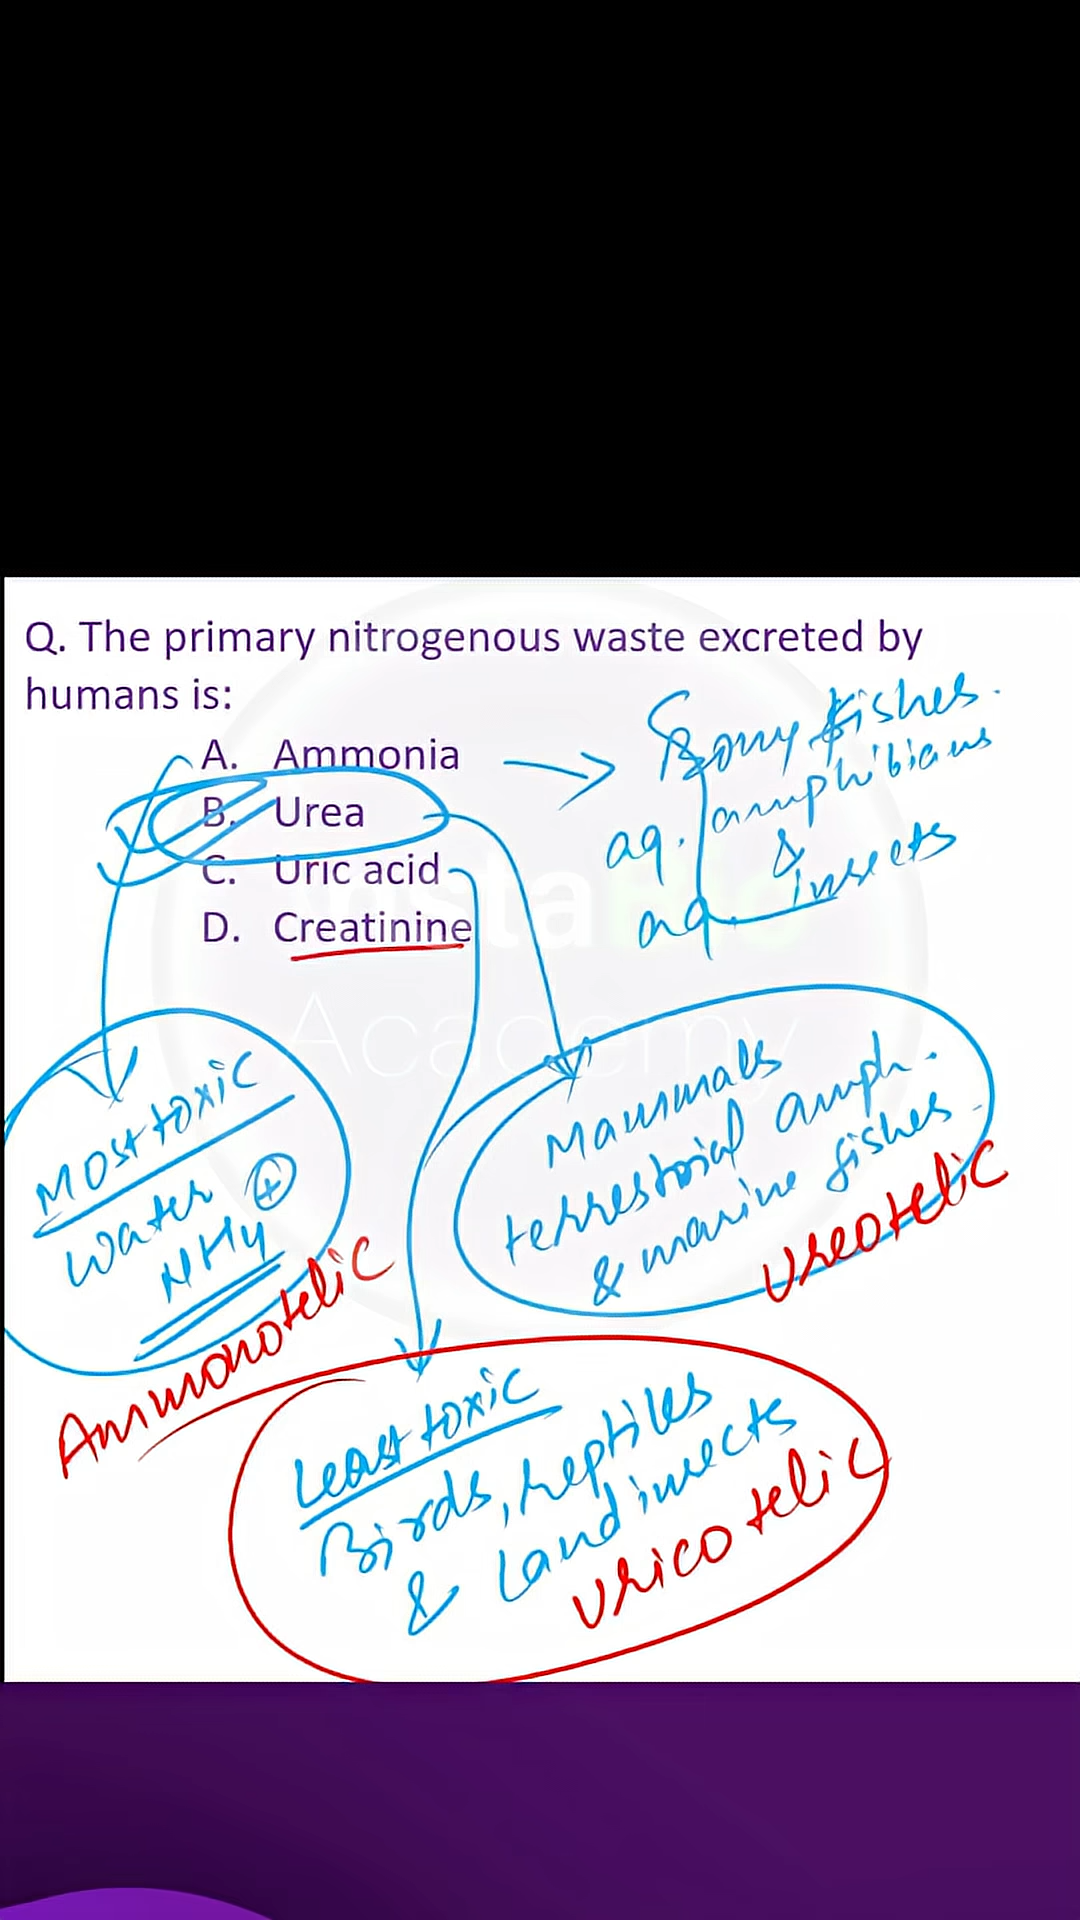 Q. The primary nitrogenous waste excreted by
humans is:
A. Ammonia
B. Urea
C. Uric acid
D. Creatinine
Bony fishes.
aq. amphibians
&
aq. insects
Most toxic
water +
NH4
Ammonotelic
Mammals
terrestrial amph.
& marine fishes
Ureotelic
Least toxic
Birds, reptiles
& Land insects
Uricotelic
Academy